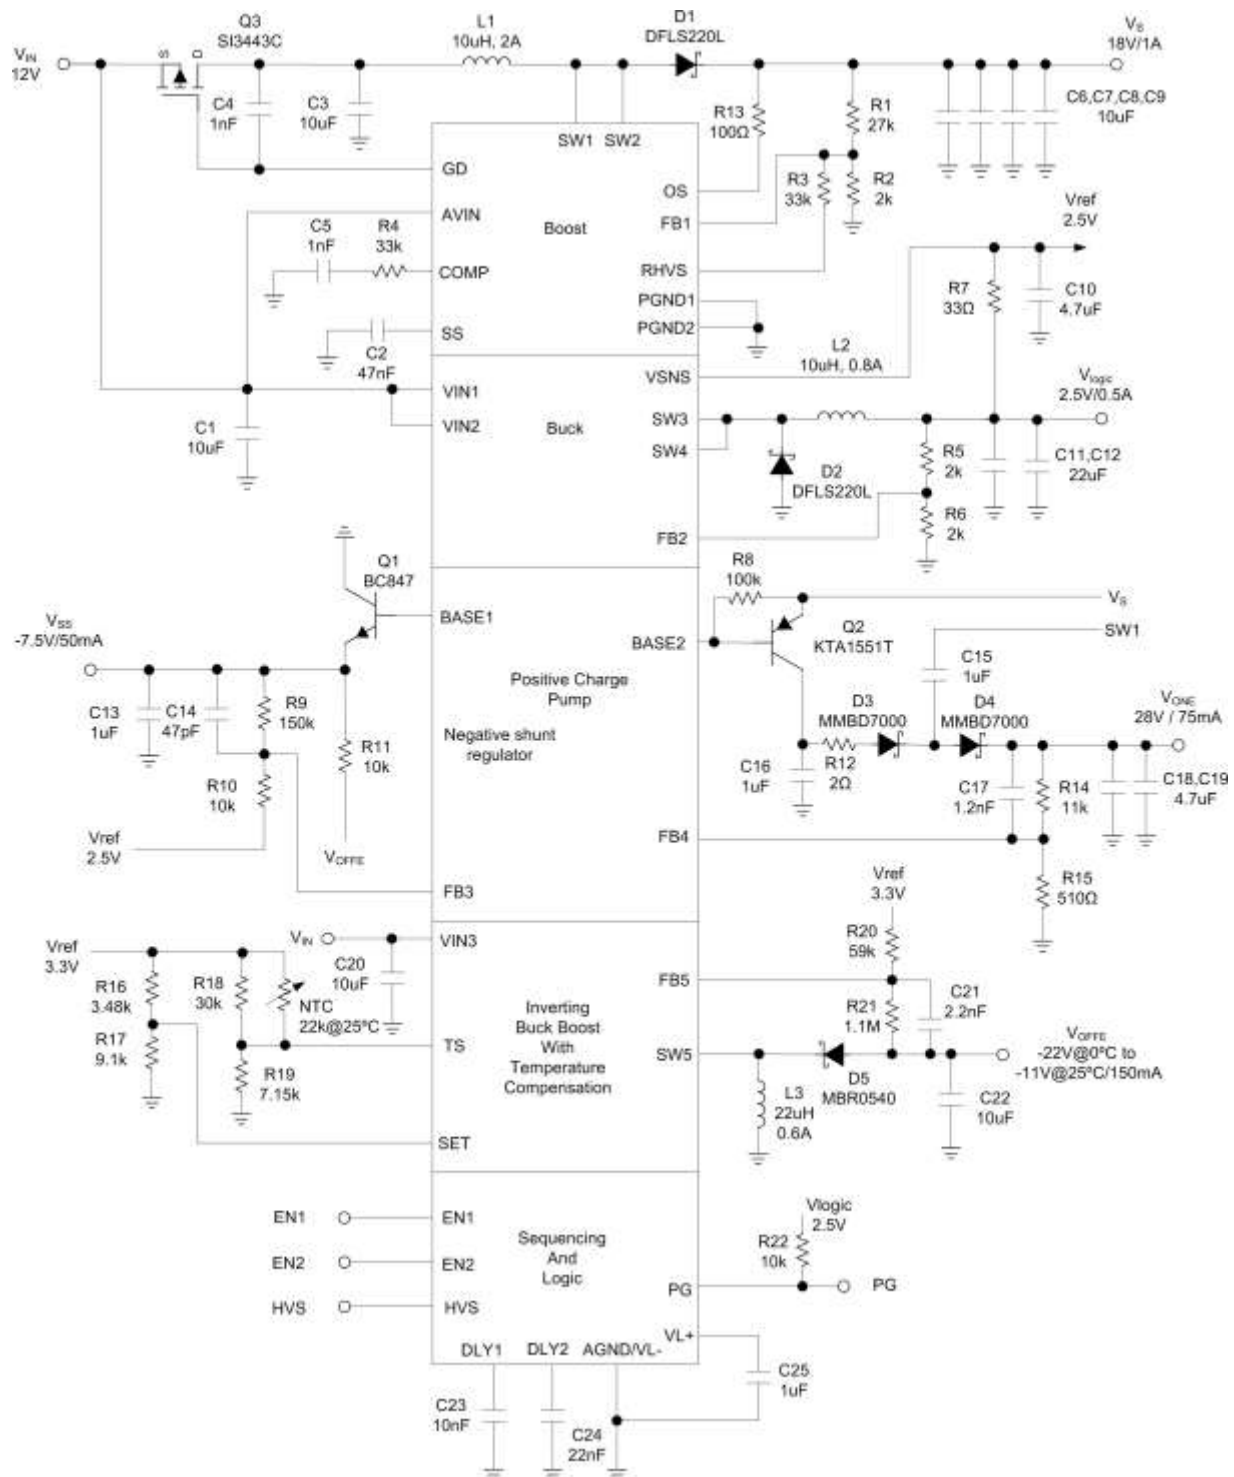 Q3
SI3443C
L1
10uH, 2A
D1
DFLS220L
VIN
12V
S
D
VS
18V/1A
C4
1nF
C3
10uF
R13
100Ω
R1
27k
C6,C7,C8,C9
10uF
SW1
SW2
GD
OS
R3
33k
R2
2k
AVIN
FB1
Vref
2.5V
C5
1nF
R4
33k
Boost
COMP
RHVS
R7
33Ω
C10
4.7uF
PGND1
PGND2
SS
C2
47nF
L2
10uH, 0.8A
VSNS
VIN1
Vlogic
2.5V/0.5A
C1
10uF
VIN2
Buck
SW3
SW4
R5
2k
C11,C12
22uF
D2
DFLS220L
R6
2k
FB2
Q1
BC847
R8
100k
VS
VSS
-7.5V/50mA
BASE1
BASE2
Q2
KTA1551T
SW1
C15
1uF
Positive Charge
Pump
C13
1uF
C14
47pF
R9
150k
D3
MMBD7000
D4
MMBD7000
VONE
28V / 75mA
Negative shunt
regulator
R11
10k
R10
10k
C16
1uF
R12
2Ω
C17
1.2nF
R14
11k
C18,C19
4.7uF
Vref
2.5V
VOFFE
FB4
FB3
Vref
3.3V
R15
510Ω
Vref
3.3V
VIN
VIN3
R20
59k
R16
3.48k
R18
30k
C20
10uF
FB5
C21
2.2nF
NTC
22k@25ºC
Inverting
Buck Boost
With
Temperature
Compensation
R21
1.1M
R17
9.1k
TS
SW5
VOFFE
-22V@0ºC to
-11V@25ºC/150mA
R19
7.15k
D5
MBR0540
L3
22uH
0.6A
C22
10uF
SET
Vlogic
2.5V
EN1
EN1
Sequencing
And
Logic
R22
10k
EN2
EN2
PG
PG
HVS
HVS
VL+
DLY1
DLY2
AGND/VL-
C25
1uF
C23
10nF
C24
22nF